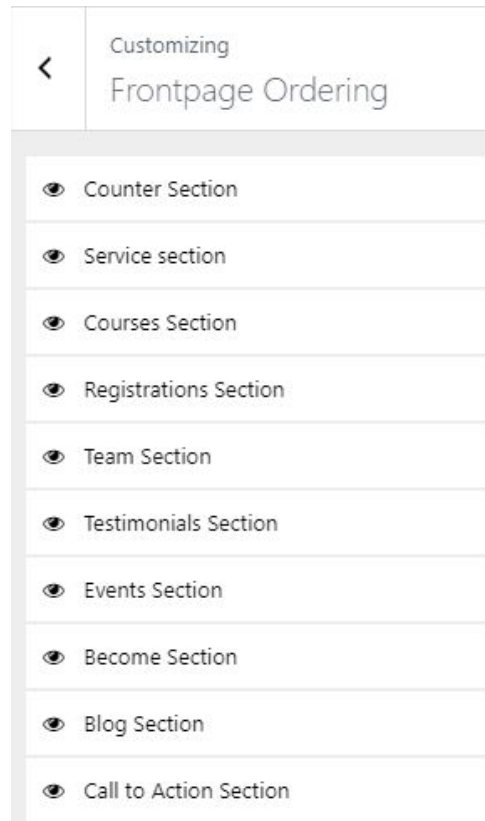 Customizing
Frontpage Ordering
Counter Section
Service section
Courses Section
Registrations Section
Team Section
Testimonials Section
Events Section
Become Section
Blog Section
Call to Action Section